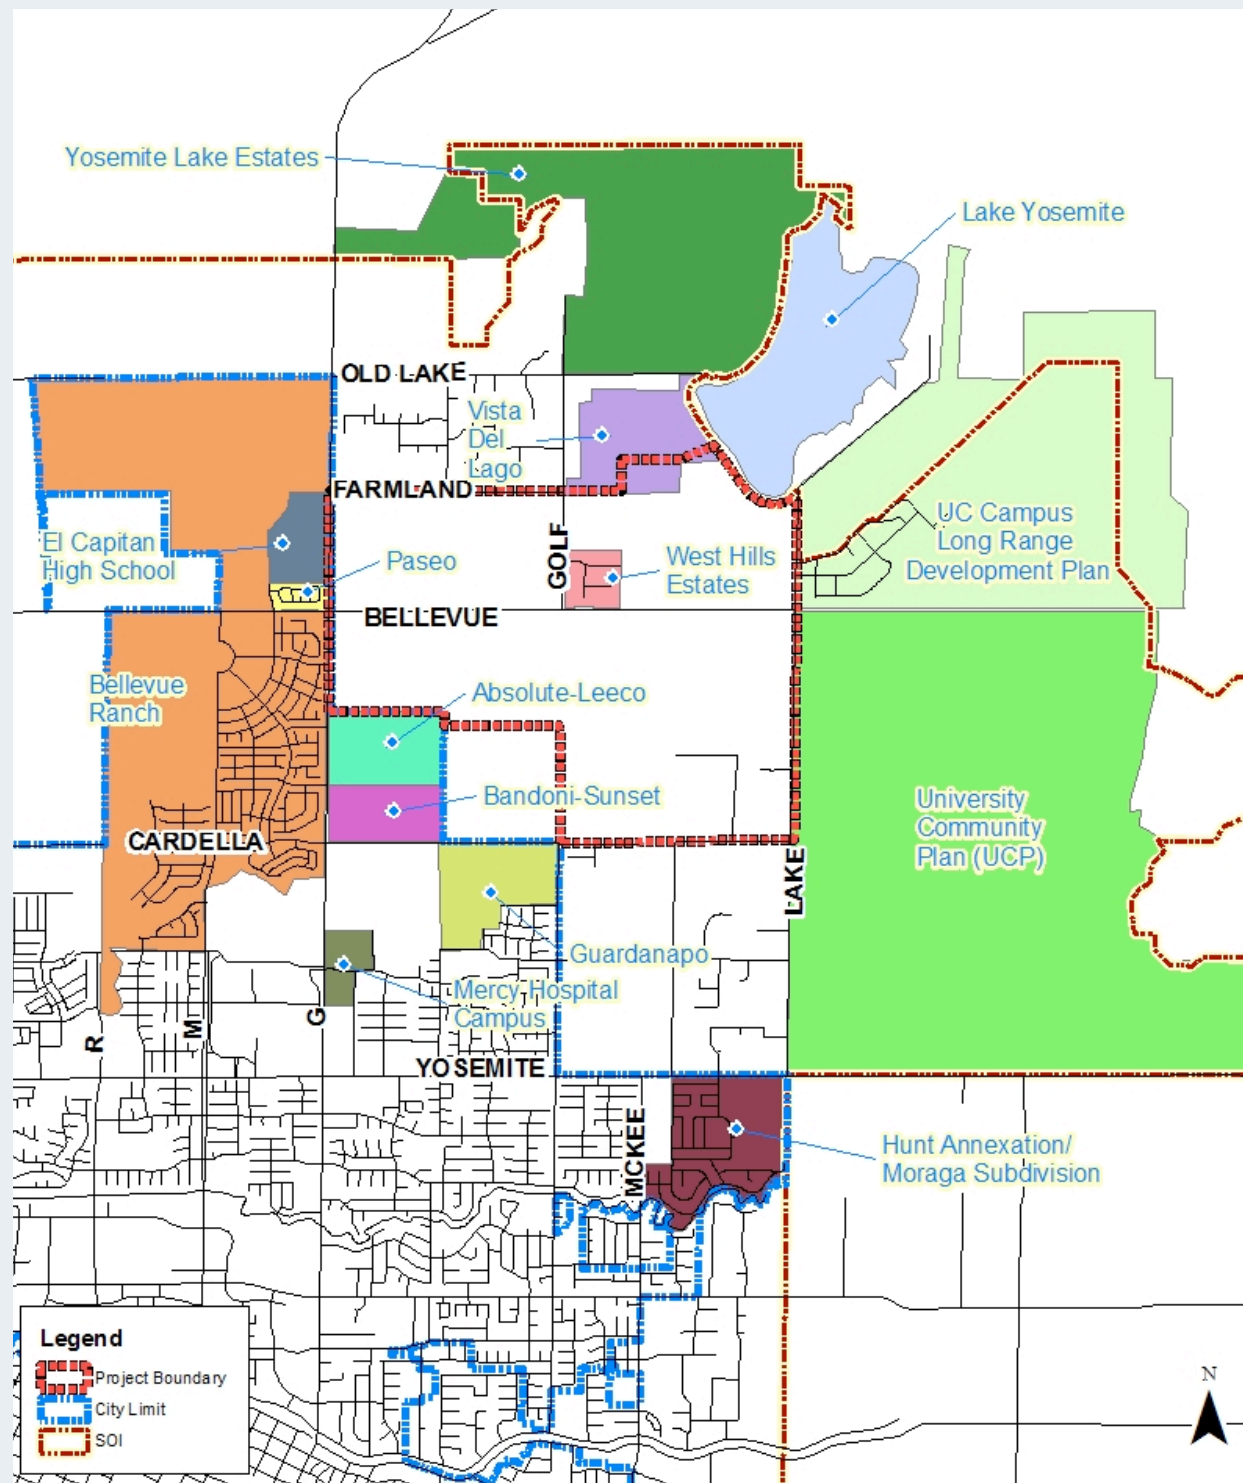 Yosemite Lake Estates
Lake Yosemite
OLD LAKE
Vista
Del
Lago
FARMLAND
El Capitan
High School
Paseo
GOLF
West Hills
Estates
UC Campus
Long Range
Development Plan
BELLEVUE
Bellevue
Ranch
Absolute-Leeco
Bandoni-Sunset
University
Community
Plan (UCP)
CARDELLA
LAKE
Guardanapo
Mercy Hospital
Campus
R
M
G
YOSEMITE
MCKEE
Hunt Annexation/
Moraga Subdivision
Legend
Project Boundary
City Limit
SOI
N